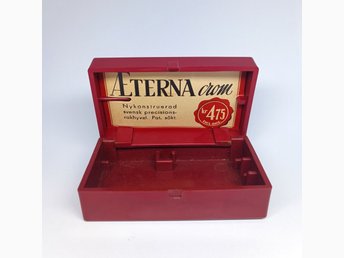 ÆTERNA crom
Nykonstruerad
svensk precisions-
rakhyvel. Pat. sökt.
kr 4.75